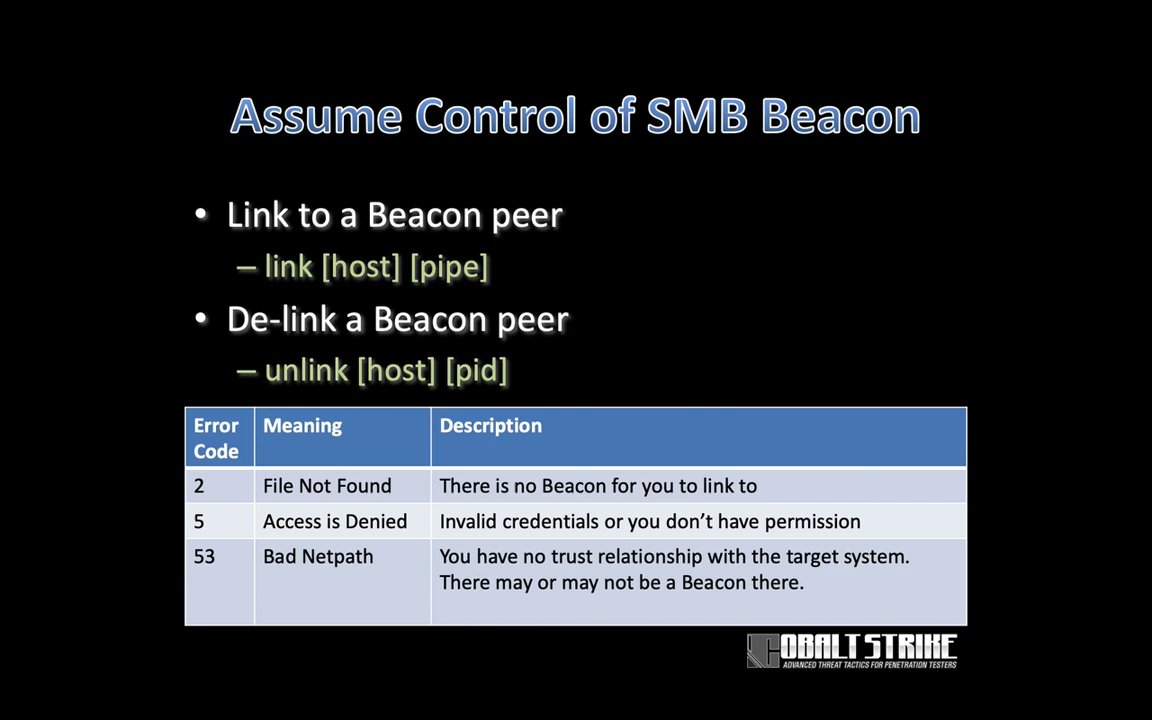 Assume Control of SMB Beacon
• Link to a Beacon peer
– link [host] [pipe]
• De-link a Beacon peer
– unlink [host] [pid]
Error Code Meaning Description
2 File Not Found There is no Beacon for you to link to
5 Access is Denied Invalid credentials or you don't have permission
53 Bad Netpath You have no trust relationship with the target system.
There may or may not be a Beacon there.
COBALT STRIKE
ADVANCED THREAT TACTICS FOR PENETRATION TESTERS